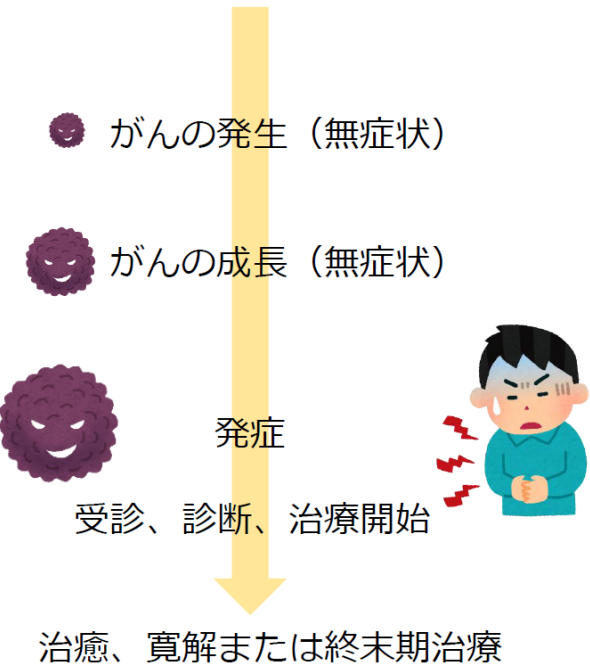 がんの発生（無症状）
がんの成長（無症状）
発症
受診、診断、治療開始
治癒、寛解または終末期治療